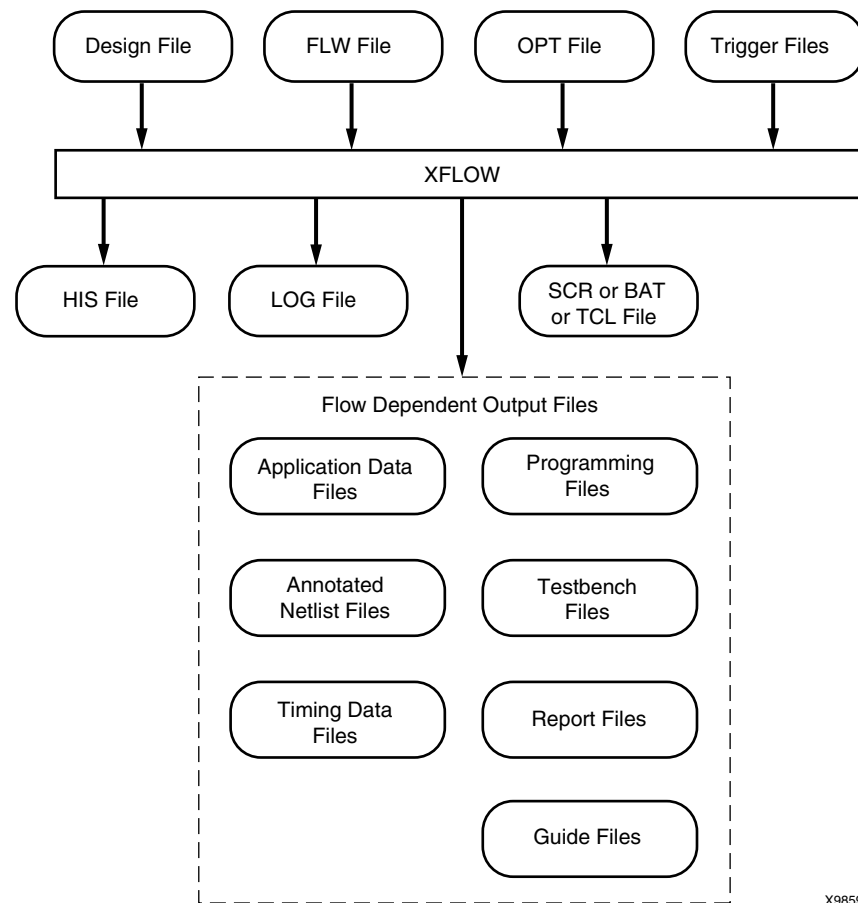 Design File
FLW File
OPT File
Trigger Files
XFLOW
HIS File
LOG File
SCR or BAT
or TCL File
Flow Dependent Output Files
Application Data
Files
Programming
Files
Annotated
Netlist Files
Testbench
Files
Timing Data
Files
Report Files
Guide Files
X9859